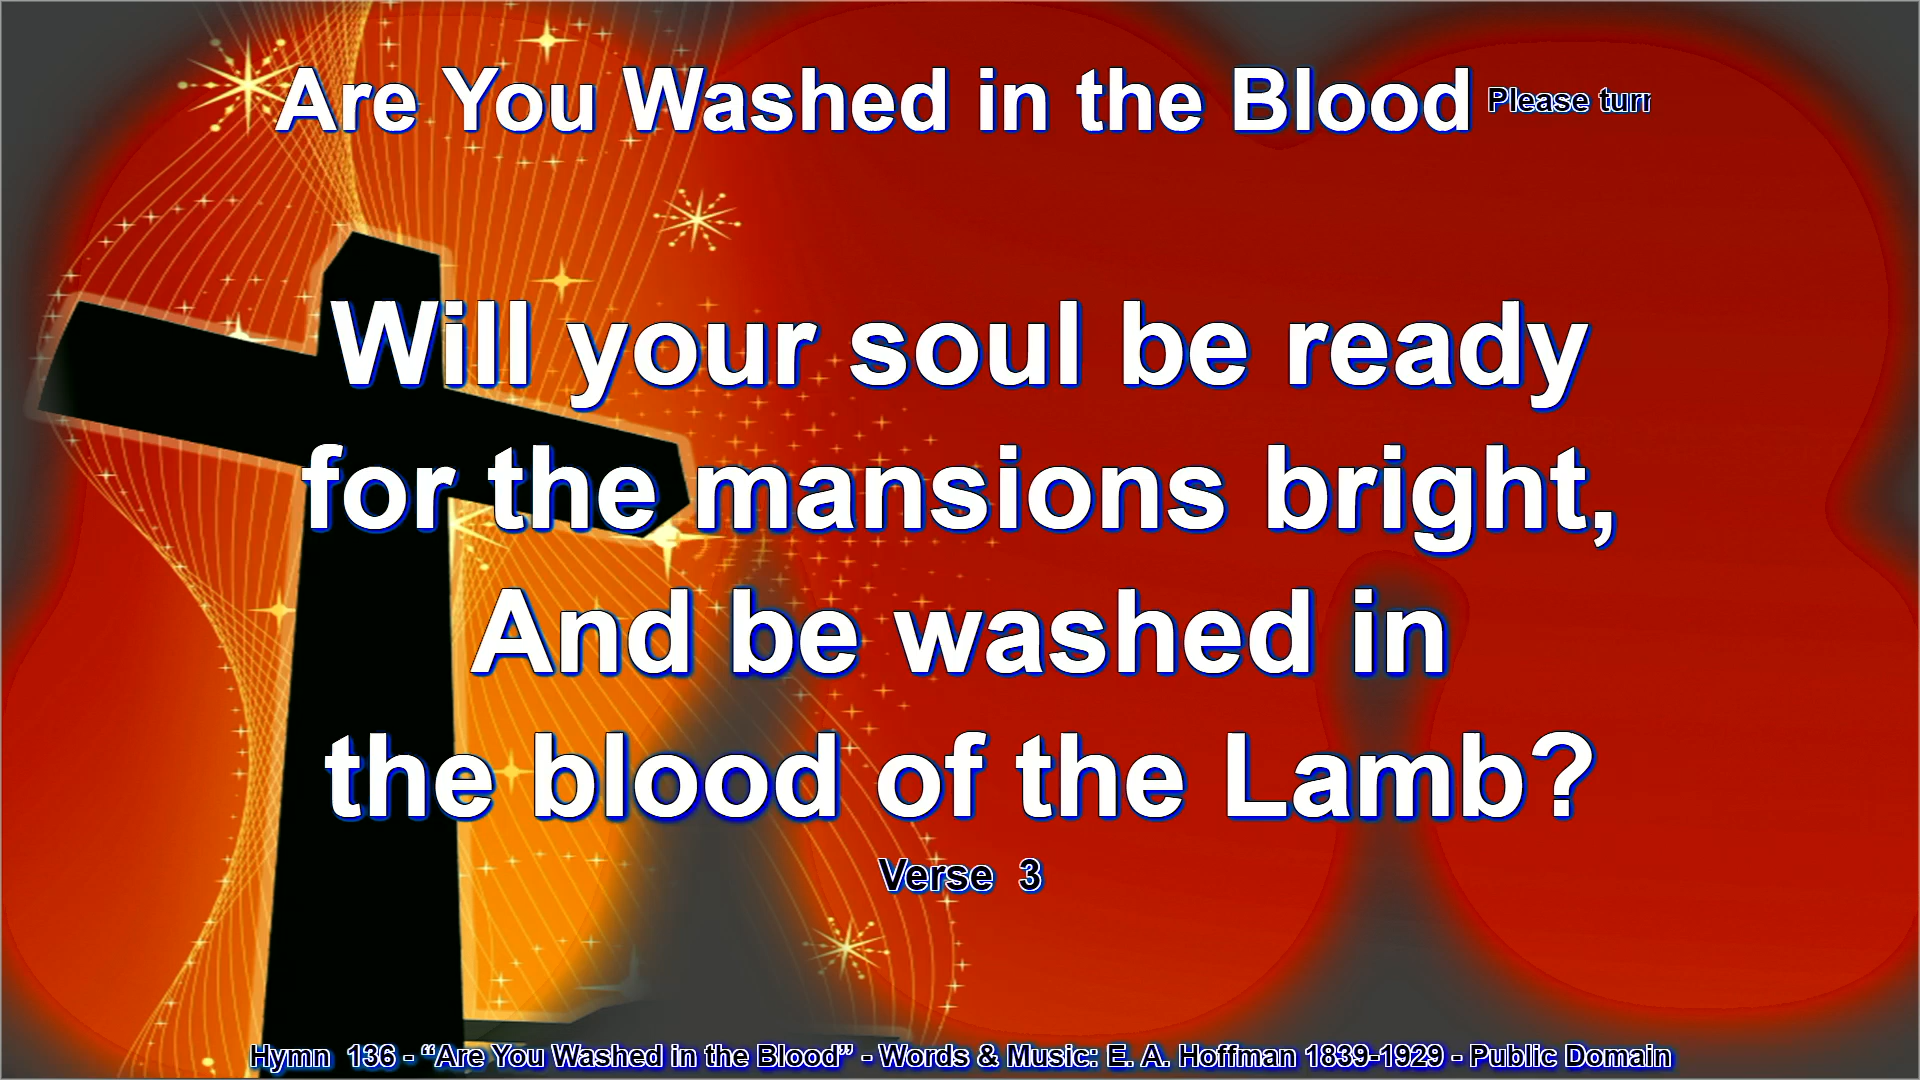 Are You Washed in the Blood Please turn
Will your soul be ready
for the mansions bright,
And be washed in
the blood of the Lamb?
Verse 3
Hymn 136 - “Are You Washed in the Blood” - Words & Music: E. A. Hoffman 1839-1929 - Public Domain